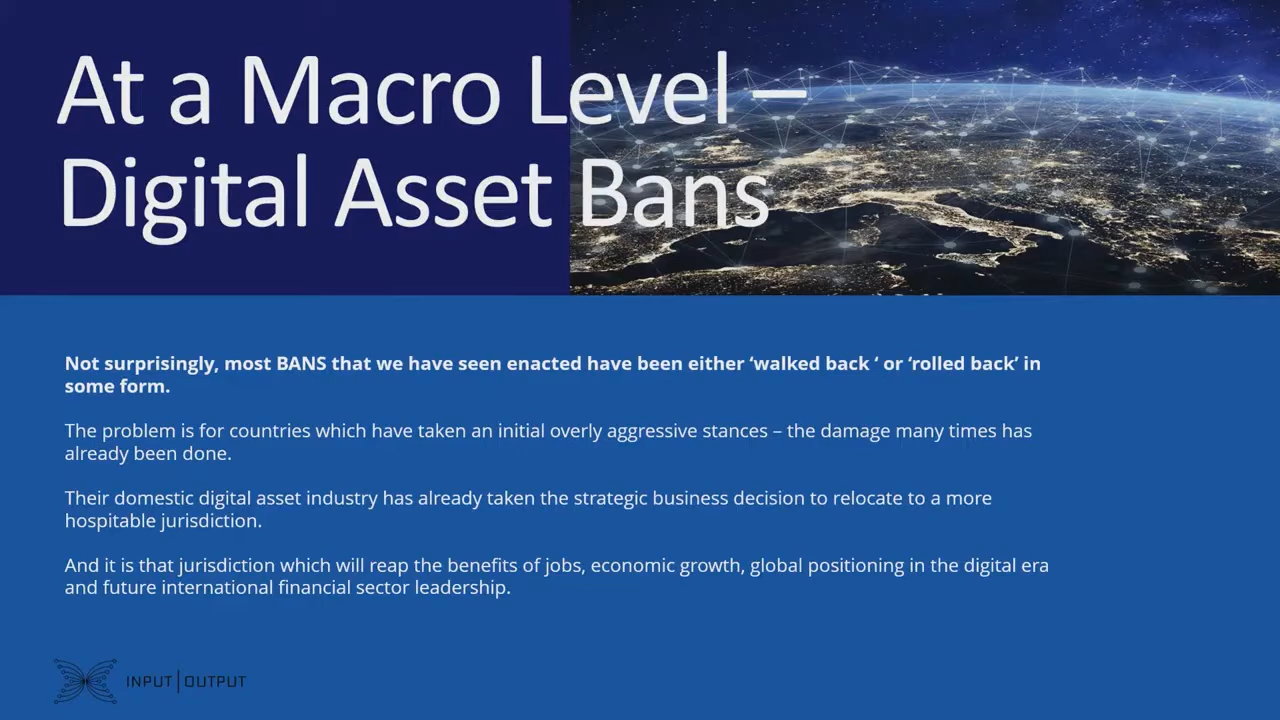 At a Macro Level –
Digital Asset Bans
Not surprisingly, most BANS that we have seen enacted have been either ‘walked back ‘ or ‘rolled back’ in
some form.
The problem is for countries which have taken an initial overly aggressive stances – the damage many times has
already been done.
Their domestic digital asset industry has already taken the strategic business decision to relocate to a more
hospitable jurisdiction.
And it is that jurisdiction which will reap the benefits of jobs, economic growth, global positioning in the digital era
and future international financial sector leadership.
INPUT | OUTPUT